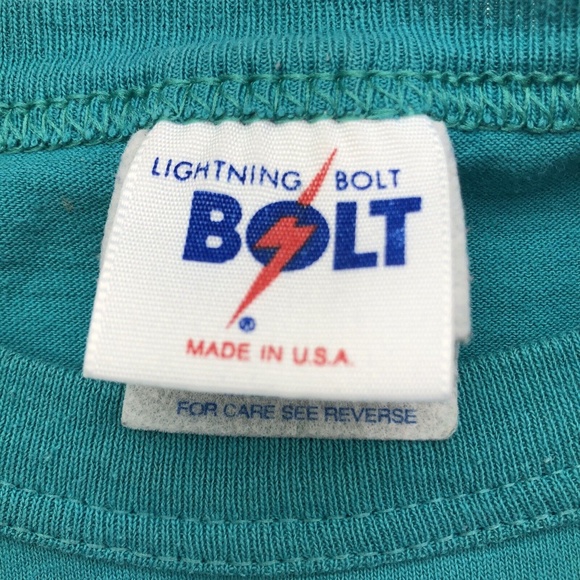 LIGHTNING BOLT
BOLT
®
MADE IN U.S.A.
FOR CARE SEE REVERSE